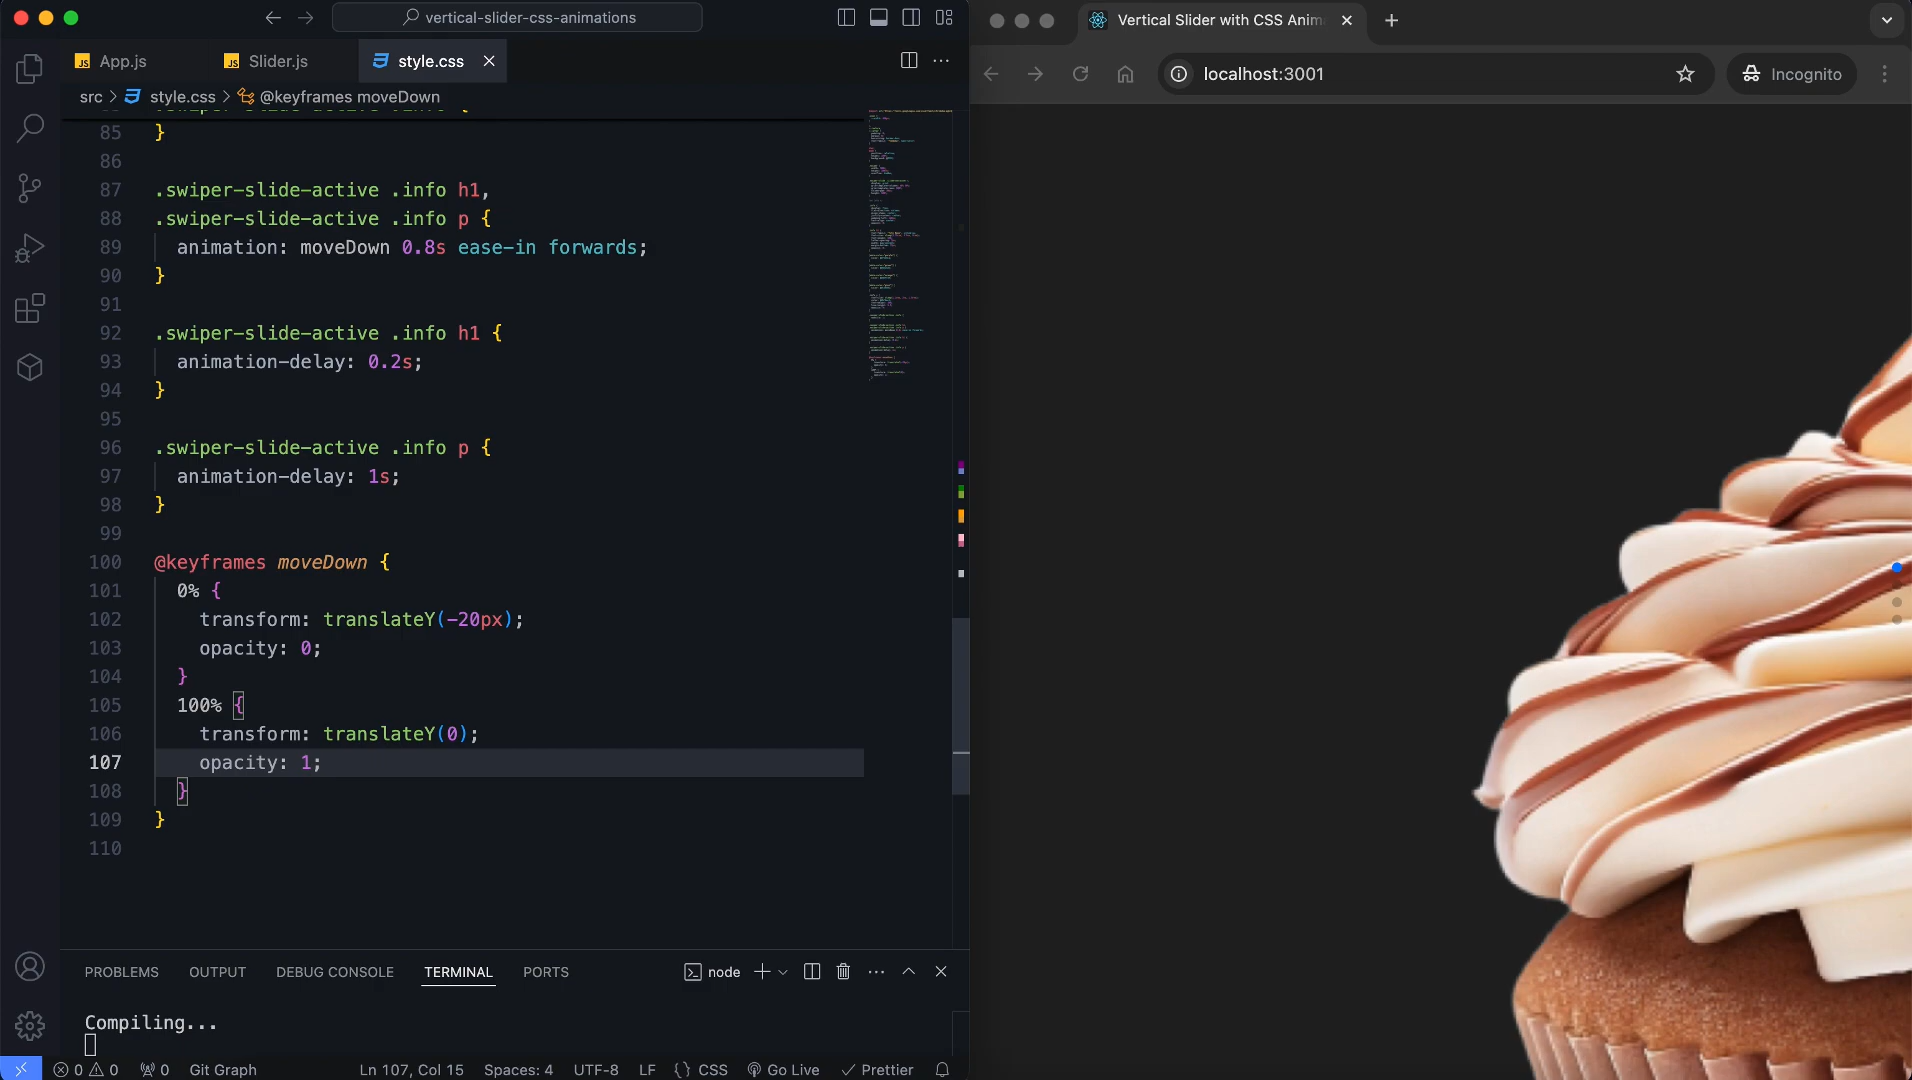 vertical-slider-css-animations
Vertical Slider with CSS Anim
App.js
Slider.js
style.css
localhost:3001
Incognito
src > style.css > @keyframes moveDown
85 }
86
87 .swiper-slide-active .info h1,
88 .swiper-slide-active .info p {
89 animation: moveDown 0.8s ease-in forwards;
90 }
91
92 .swiper-slide-active .info h1 {
93 animation-delay: 0.2s;
94 }
95
96 .swiper-slide-active .info p {
97 animation-delay: 1s;
98 }
99
100 @keyframes moveDown {
101 0% {
102 transform: translateY(-20px);
103 opacity: 0;
104 }
105 100% {
106 transform: translateY(0);
107 opacity: 1;
108 }
109 }
110
PROBLEMS OUTPUT DEBUG CONSOLE TERMINAL PORTS node
Compiling...
0 0 0 Git Graph Ln 107, Col 15 Spaces: 4 UTF-8 LF {} CSS Go Live Prettier